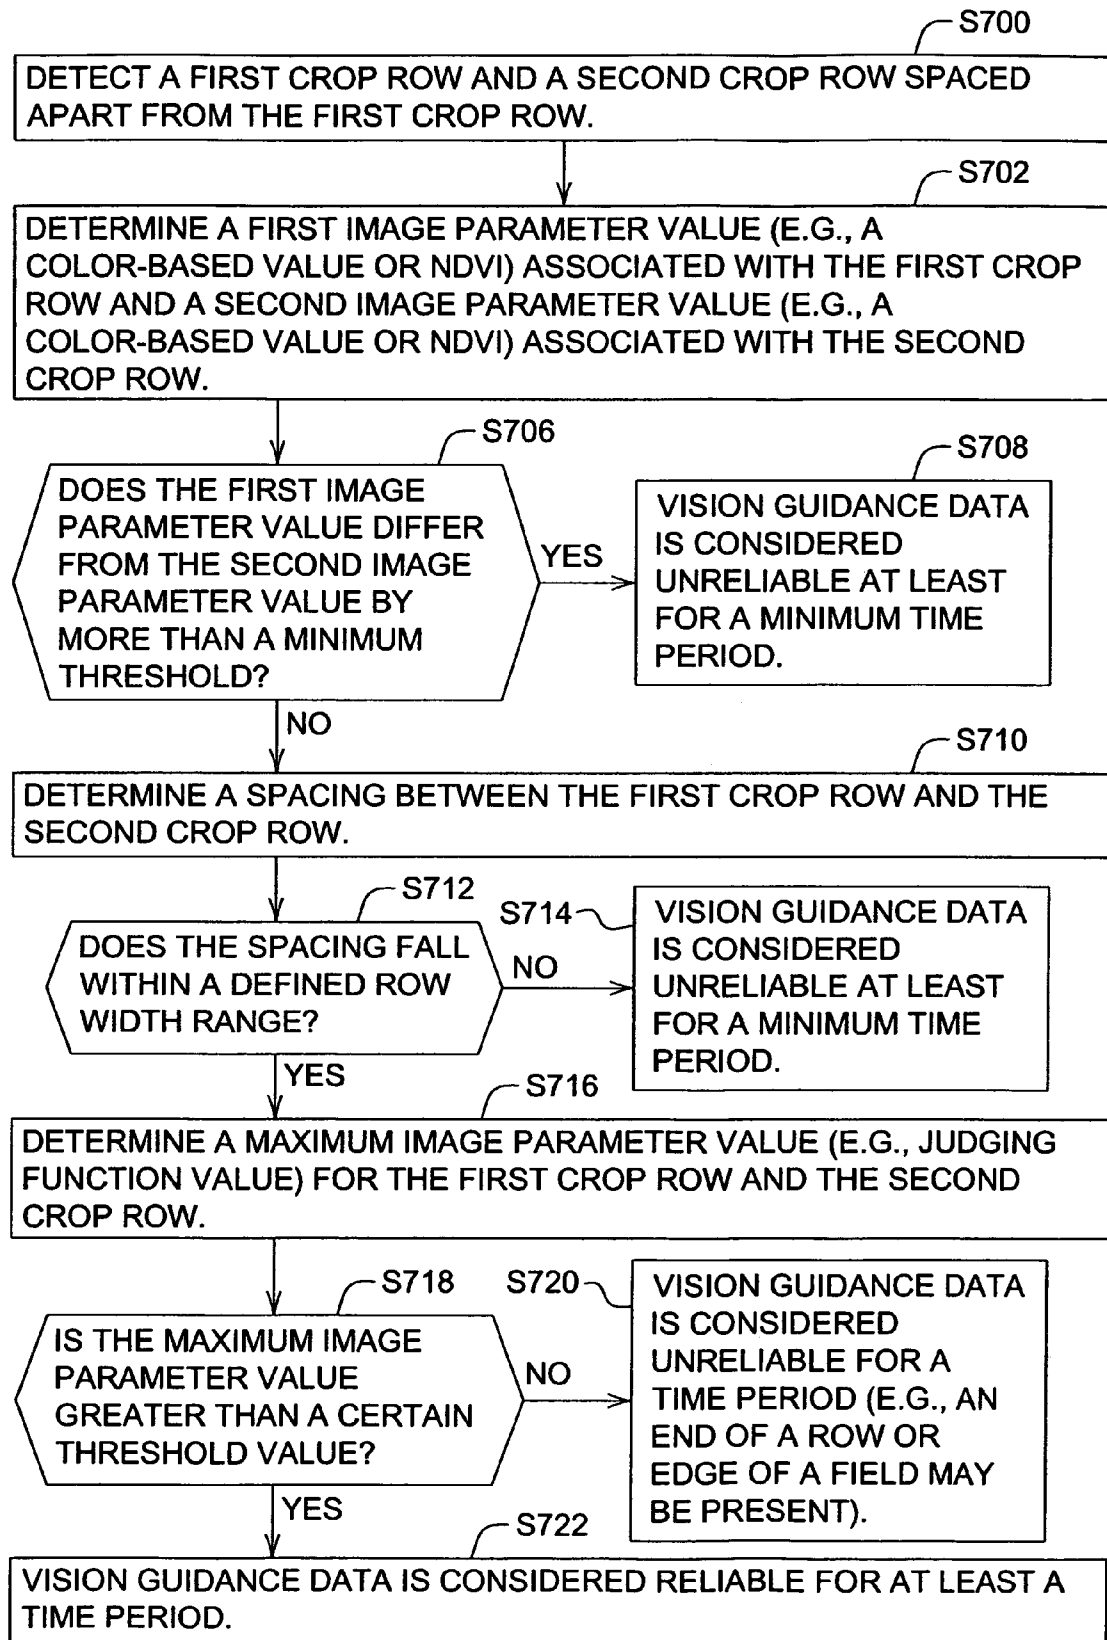 S700
DETECT A FIRST CROP ROW AND A SECOND CROP ROW SPACED
APART FROM THE FIRST CROP ROW.
S702
DETERMINE A FIRST IMAGE PARAMETER VALUE (E.G., A
COLOR-BASED VALUE OR NDVI) ASSOCIATED WITH THE FIRST CROP
ROW AND A SECOND IMAGE PARAMETER VALUE (E.G., A
COLOR-BASED VALUE OR NDVI) ASSOCIATED WITH THE SECOND
CROP ROW.
S706
DOES THE FIRST IMAGE
PARAMETER VALUE DIFFER
FROM THE SECOND IMAGE
PARAMETER VALUE BY
MORE THAN A MINIMUM
THRESHOLD?
YES
S708
VISION GUIDANCE DATA
IS CONSIDERED
UNRELIABLE AT LEAST
FOR A MINIMUM TIME
PERIOD.
NO
S710
DETERMINE A SPACING BETWEEN THE FIRST CROP ROW AND THE
SECOND CROP ROW.
S712
DOES THE SPACING FALL
WITHIN A DEFINED ROW
WIDTH RANGE?
NO
S714
VISION GUIDANCE DATA
IS CONSIDERED
UNRELIABLE AT LEAST
FOR A MINIMUM TIME
PERIOD.
YES
S716
DETERMINE A MAXIMUM IMAGE PARAMETER VALUE (E.G., JUDGING
FUNCTION VALUE) FOR THE FIRST CROP ROW AND THE SECOND
CROP ROW.
S718
IS THE MAXIMUM IMAGE
PARAMETER VALUE
GREATER THAN A CERTAIN
THRESHOLD VALUE?
NO
S720
VISION GUIDANCE DATA
IS CONSIDERED
UNRELIABLE FOR A
TIME PERIOD (E.G., AN
END OF A ROW OR
EDGE OF A FIELD MAY
BE PRESENT).
YES
S722
VISION GUIDANCE DATA IS CONSIDERED RELIABLE FOR AT LEAST A
TIME PERIOD.